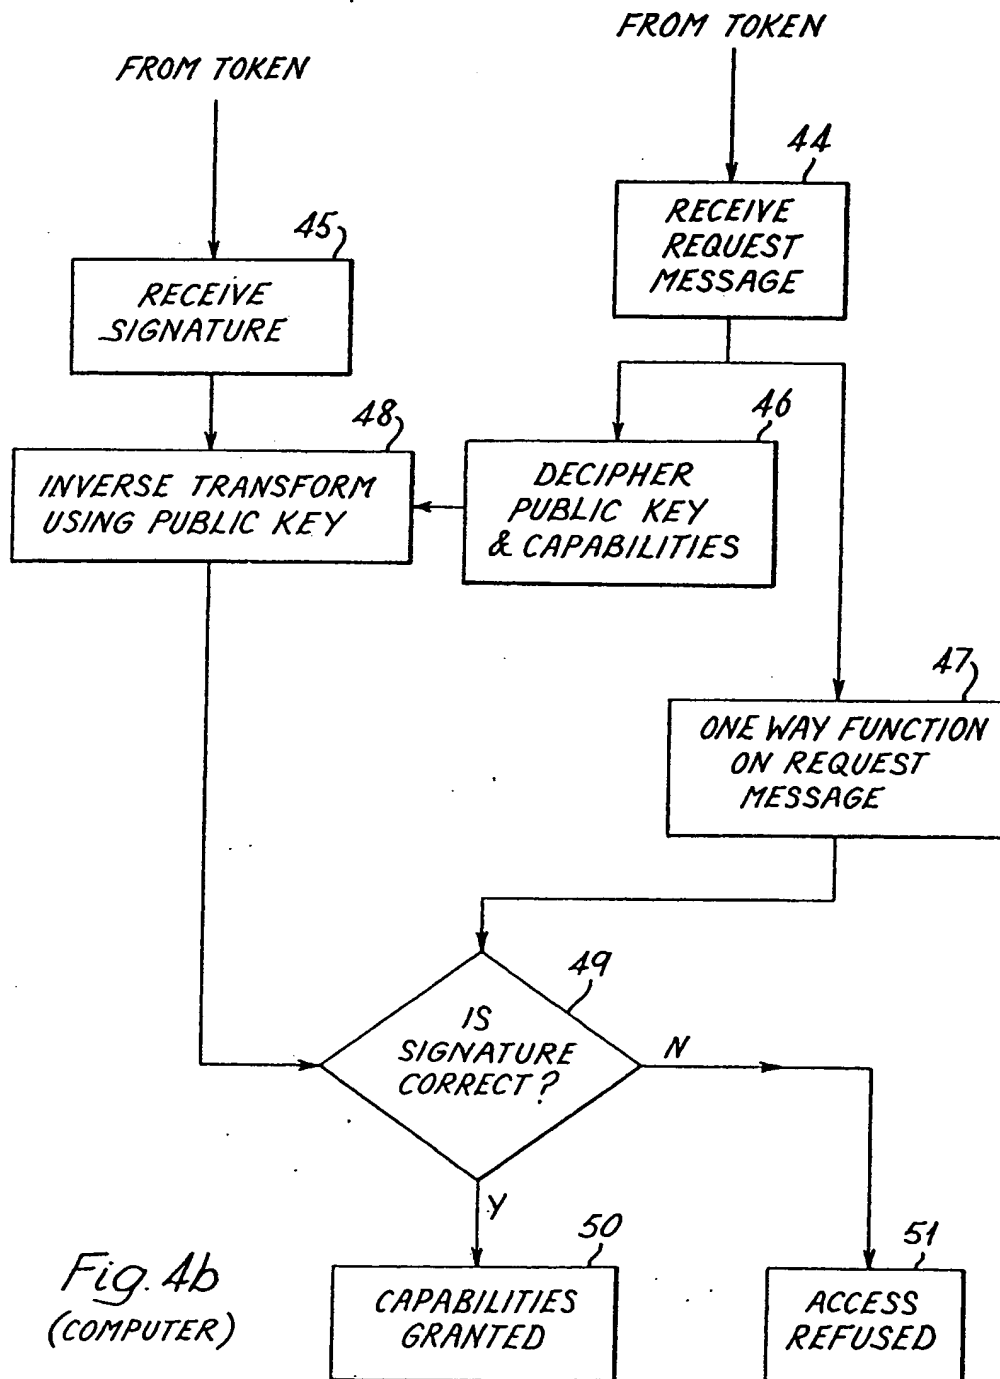 FROM TOKEN
FROM TOKEN
44
RECEIVE
REQUEST
MESSAGE
45
RECEIVE
SIGNATURE
48
INVERSE TRANSFORM
USING PUBLIC KEY
46
DECIPHER
PUBLIC KEY
& CAPABILITIES
47
ONE WAY FUNCTION
ON REQUEST
MESSAGE
49
IS
SIGNATURE
CORRECT?
N
Y
50
CAPABILITIES
GRANTED
51
ACCESS
REFUSED
Fig. 4b
(COMPUTER)